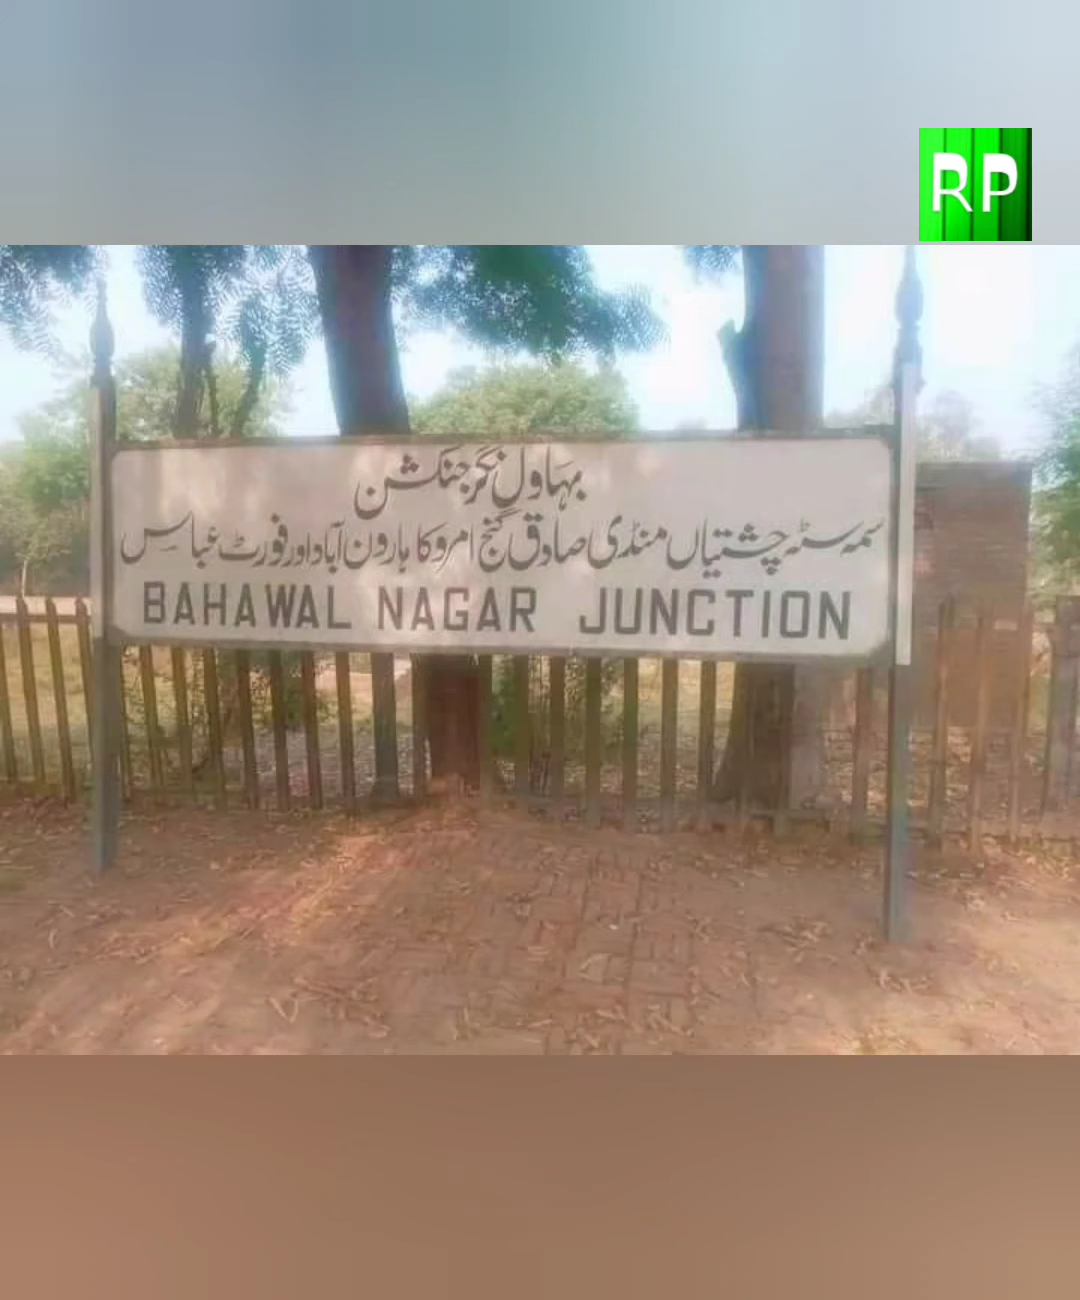 RP
بہاول نگر جنکشن
سمہ سٹہ چشتیاں منڈی صادق گنج امروکا ہارون آباد اور فورٹ عباس
BAHAWAL NAGAR JUNCTION